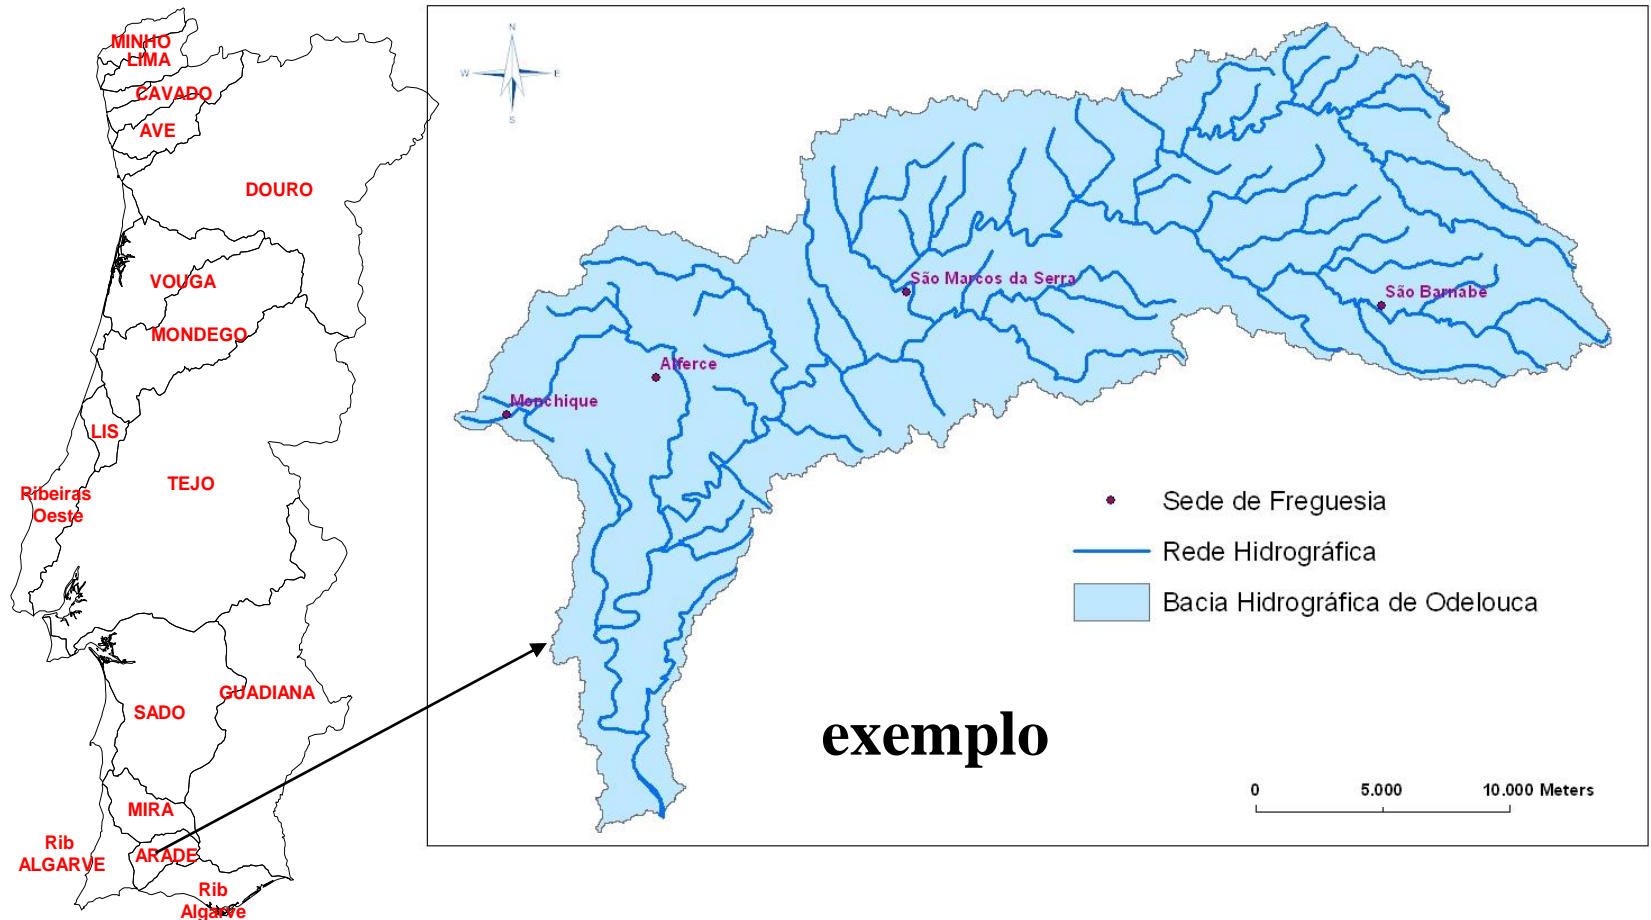 MINHO
LIMA
CAVADO
AVE
DOURO
VOUGA
MONDEGO
LIS
TEJO
Ribeiras
Oeste
GUADIANA
SADO
MIRA
Rib
ALGARVE
ARADE
Rib
Algarve
N
W E
S
São Marcos da Serra
São Barnabé
Alferce
Monchique
Sede de Freguesia
Rede Hidrográfica
Bacia Hidrográfica de Odelouca
exemplo
0 5.000 10.000 Meters